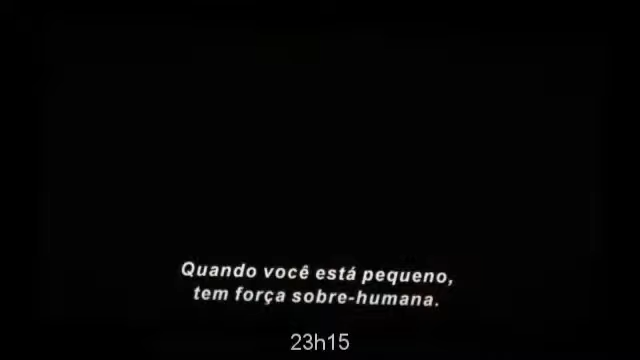 Quando você está pequeno,
tem força sobre-humana.
23h15